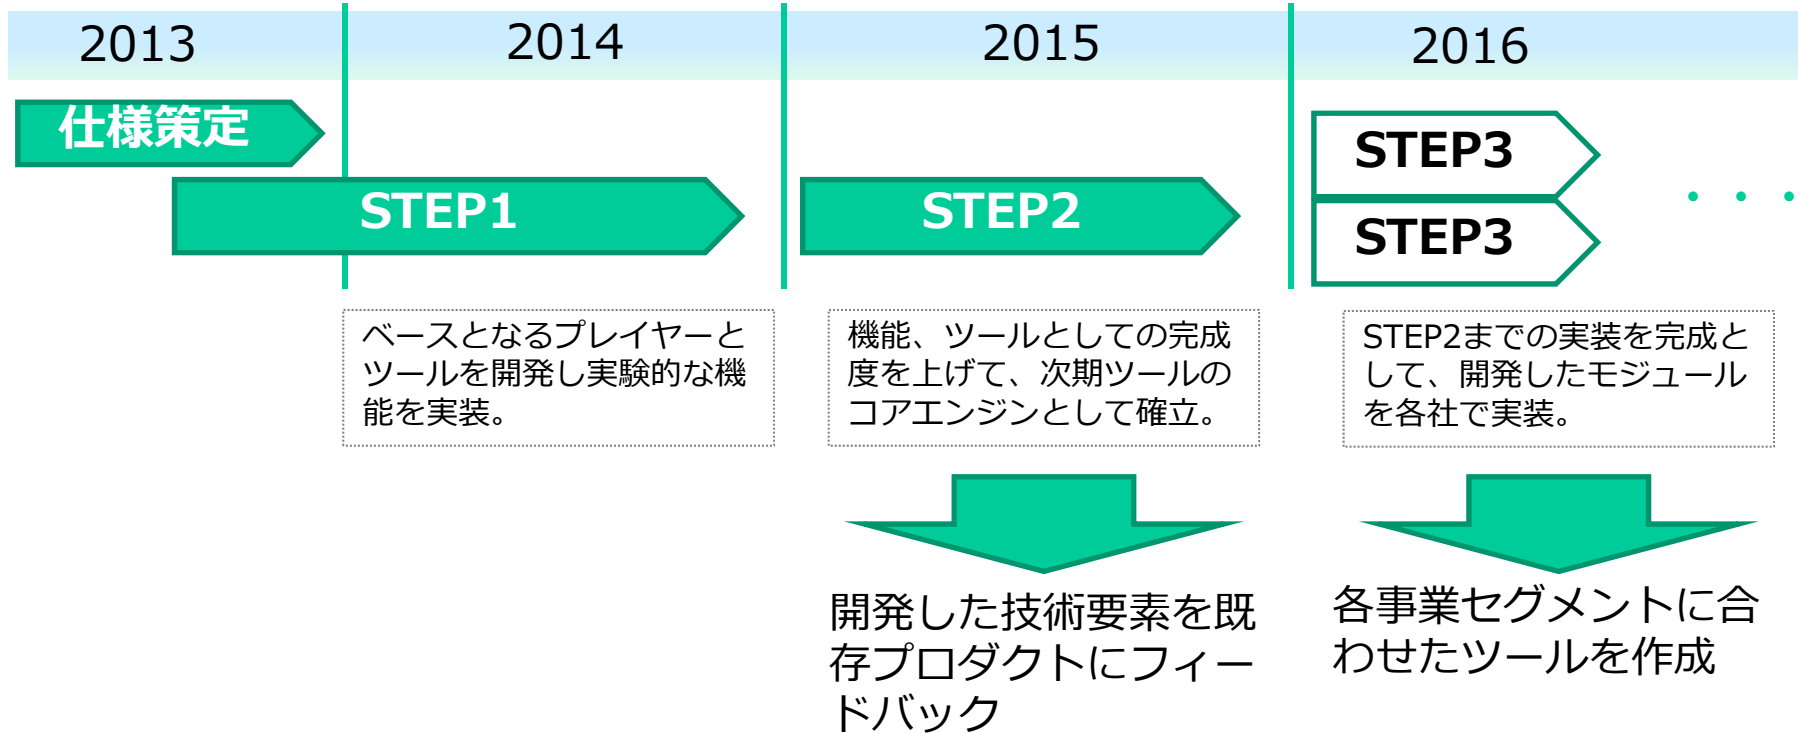 2013
2014
2015
2016
仕様策定
STEP1
STEP2
STEP3
STEP3
・・・
ベースとなるプレイヤーと
ツールを開発し実験的な機
能を実装。
機能、ツールとしての完成
度を上げて、次期ツールの
コアエンジンとして確立。
STEP2までの実装を完成と
して、開発したモジュール
を各社で実装。
開発した技術要素を既
存プロダクトにフィー
ドバック
各事業セグメントに合
わせたツールを作成